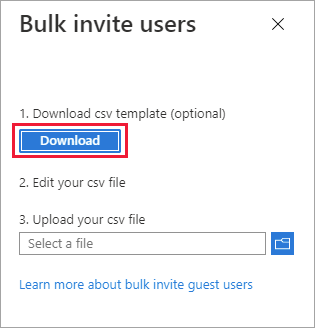 Bulk invite users
1. Download csv template (optional)
Download
2. Edit your csv file
3. Upload your csv file
Select a file
Learn more about bulk invite guest users